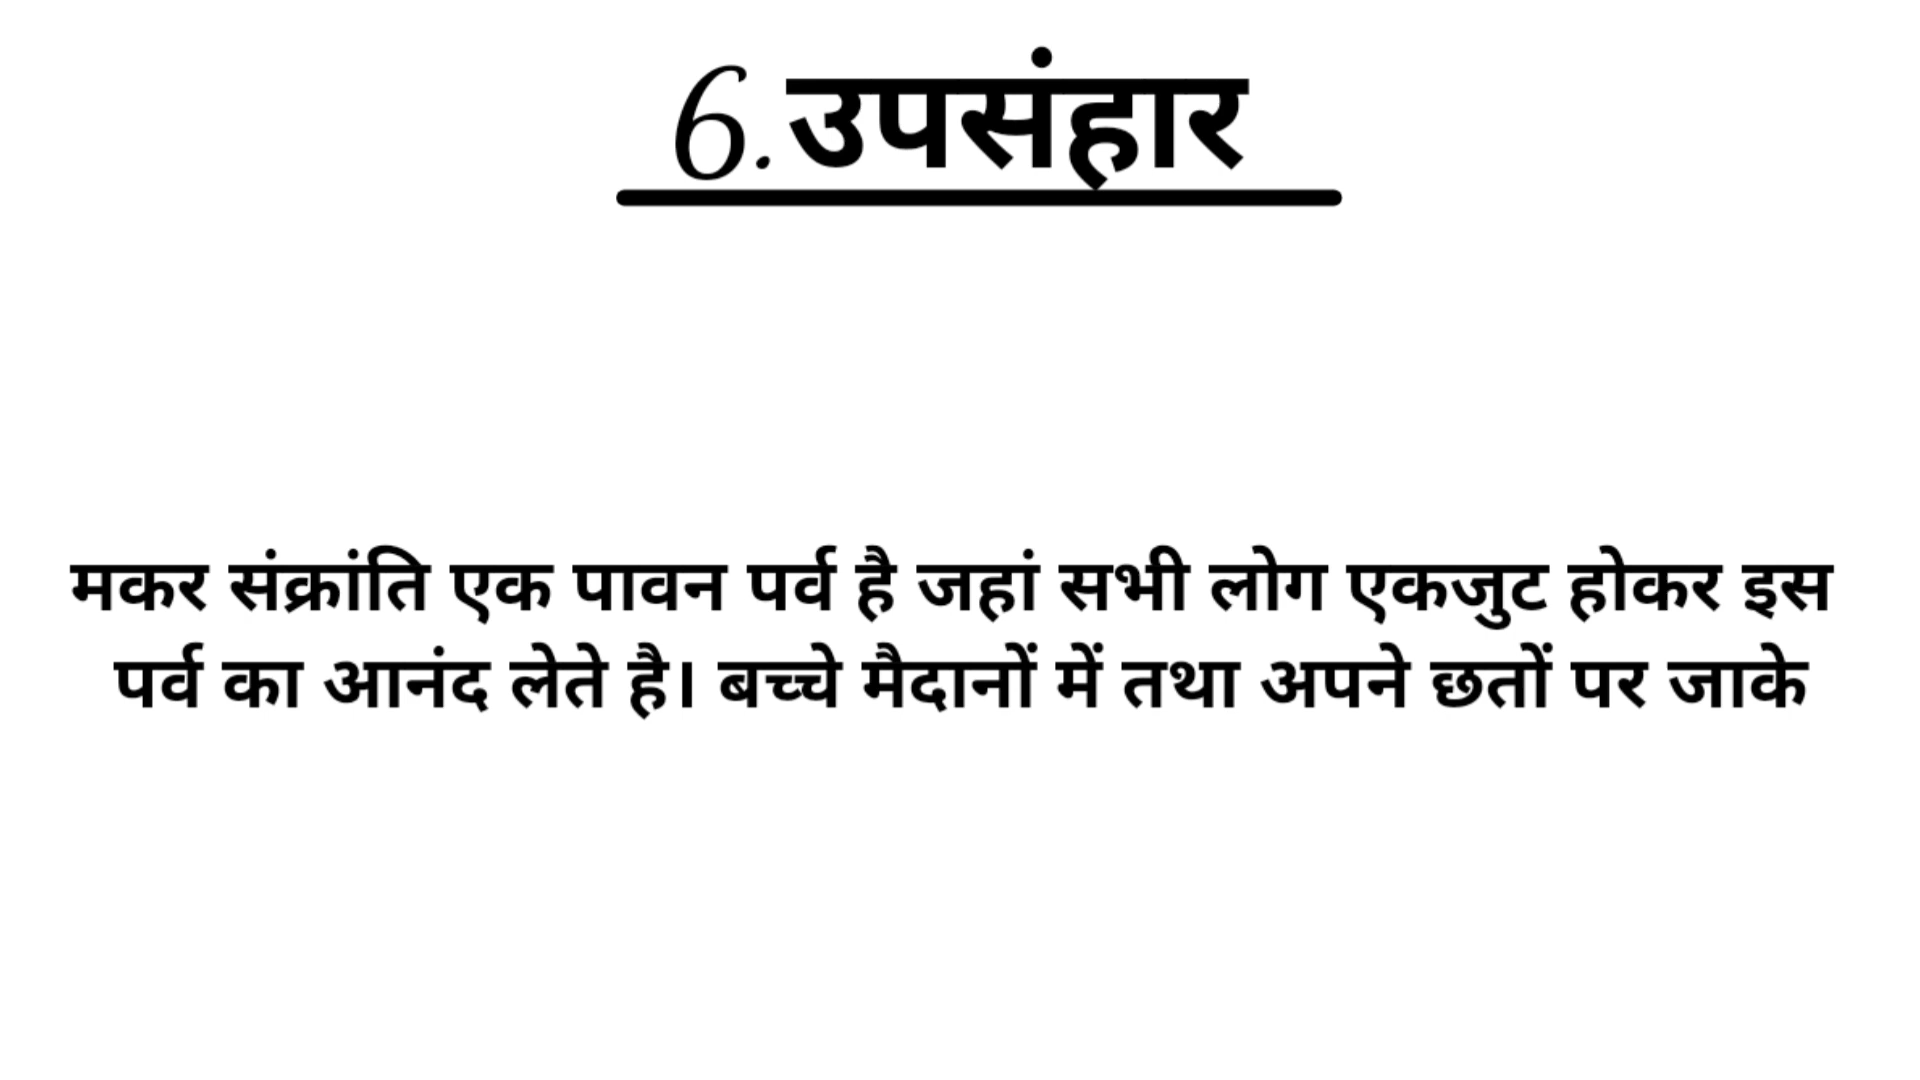 6.उपसंहार
मकर संक्रांति एक पावन पर्व है जहां सभी लोग एकजुट होकर इस
पर्व का आनंद लेते है। बच्चे मैदानों में तथा अपने छतों पर जाके